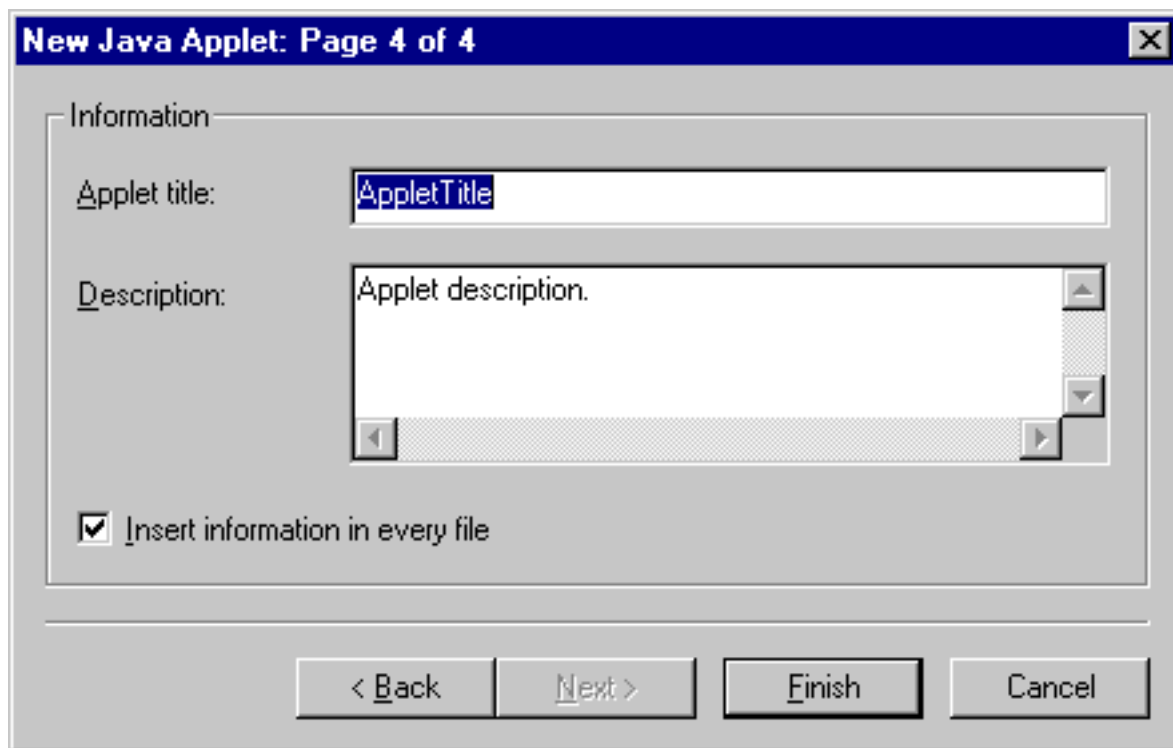 New Java Applet: Page 4 of 4
Information
Applet title:
AppletTitle
Description:
Applet description.
Insert information in every file
< Back
Next >
Finish
Cancel